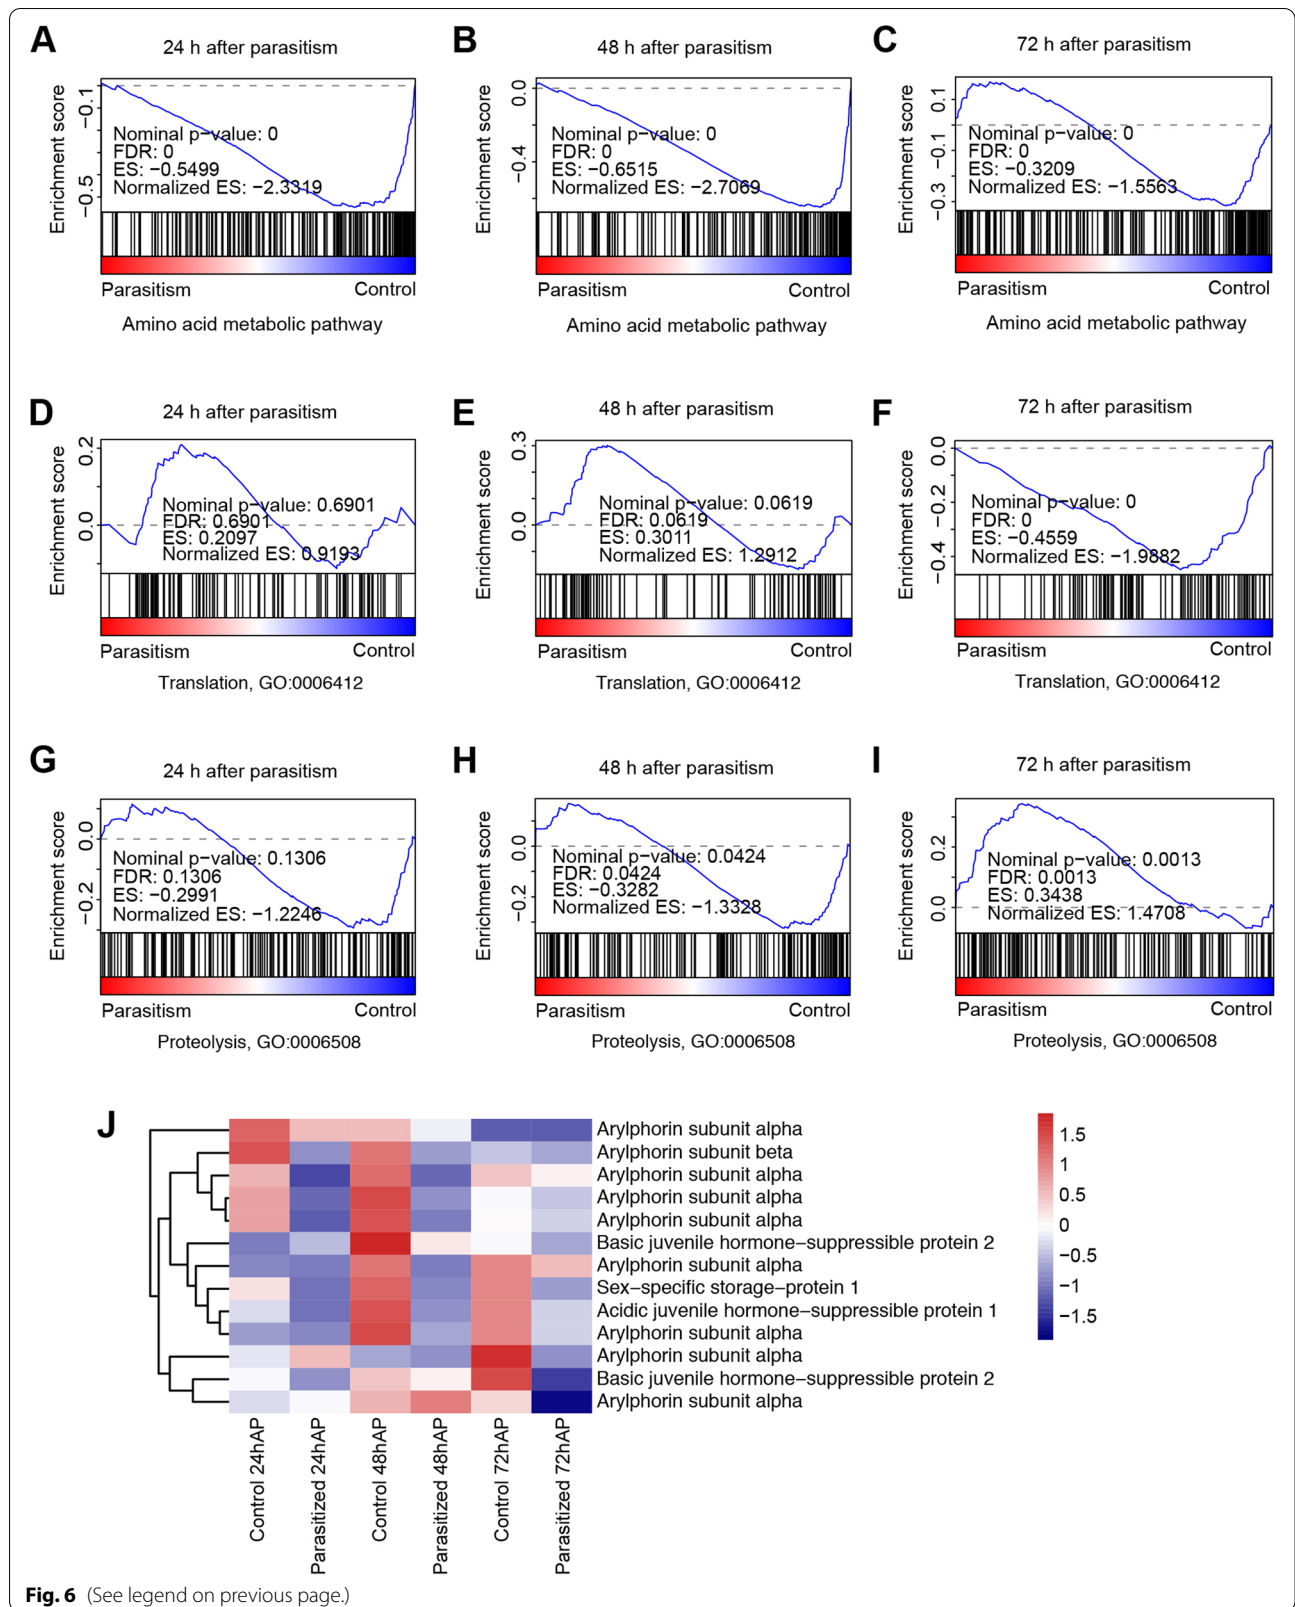 A
24 h after parasitism
Enrichment score
−0.1
−0.5
Nominal p−value: 0
FDR: 0
ES: −0.5499
Normalized ES: −2.3319
Parasitism
Control
Amino acid metabolic pathway
B
48 h after parasitism
Enrichment score
0.0
−0.4
Nominal p−value: 0
FDR: 0
ES: −0.6515
Normalized ES: −2.7069
Parasitism
Control
Amino acid metabolic pathway
C
72 h after parasitism
Enrichment score
0.1
−0.1
−0.3
Nominal p−value: 0
FDR: 0
ES: −0.3209
Normalized ES: −1.5563
Parasitism
Control
Amino acid metabolic pathway
D
24 h after parasitism
Enrichment score
0.2
0.0
Nominal p−value: 0.6901
FDR: 0.6901
ES: 0.2097
Normalized ES: 0.9193
Parasitism
Control
Translation, GO:0006412
E
48 h after parasitism
Enrichment score
0.3
0.0
Nominal p−value: 0.0619
FDR: 0.0619
ES: 0.3011
Normalized ES: 1.2912
Parasitism
Control
Translation, GO:0006412
F
72 h after parasitism
Enrichment score
0.0
−0.2
−0.4
Nominal p−value: 0
FDR: 0
ES: −0.4559
Normalized ES: −1.9882
Parasitism
Control
Translation, GO:0006412
G
24 h after parasitism
Enrichment score
0.0
−0.2
Nominal p−value: 0.1306
FDR: 0.1306
ES: −0.2991
Normalized ES: −1.2246
Parasitism
Control
Proteolysis, GO:0006508
H
48 h after parasitism
Enrichment score
0.0
−0.2
Nominal p−value: 0.0424
FDR: 0.0424
ES: −0.3282
Normalized ES: −1.3328
Parasitism
Control
Proteolysis, GO:0006508
I
72 h after parasitism
Enrichment score
0.2
0.0
Nominal p−value: 0.0013
FDR: 0.0013
ES: 0.3438
Normalized ES: 1.4708
Parasitism
Control
Proteolysis, GO:0006508
J
Arylphorin subunit alpha
Arylphorin subunit beta
Arylphorin subunit alpha
Arylphorin subunit alpha
Arylphorin subunit alpha
Basic juvenile hormone−suppressible protein 2
Arylphorin subunit alpha
Sex−specific storage−protein 1
Acidic juvenile hormone−suppressible protein 1
Arylphorin subunit alpha
Arylphorin subunit alpha
Basic juvenile hormone−suppressible protein 2
Arylphorin subunit alpha
1.5
1
0.5
0
−0.5
−1
−1.5
Control 24hAP
Parasitized 24hAP
Control 48hAP
Parasitized 48hAP
Control 72hAP
Parasitized 72hAP
Fig. 6 (See legend on previous page.)